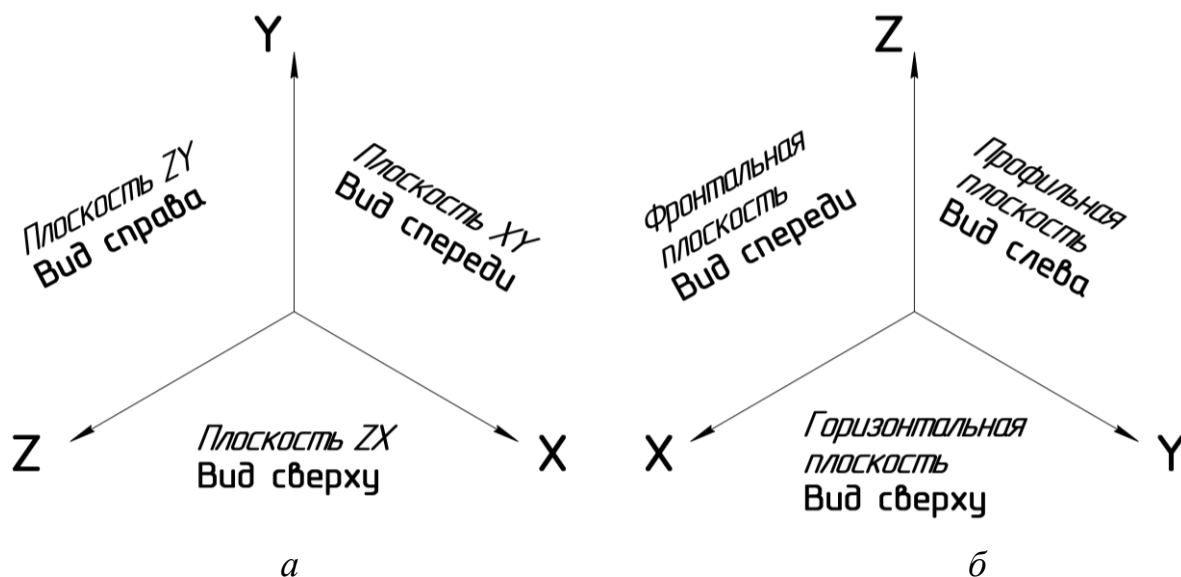 Y
Плоскость ZY
Вид справа
Плоскость XY
Вид спереди
Z
X
Плоскость ZX
Вид сверху
а
Z
Фронтальная
плоскость
Вид спереди
Профильная
плоскость
Вид слева
X
Y
Горизонтальная
плоскость
Вид сверху
б